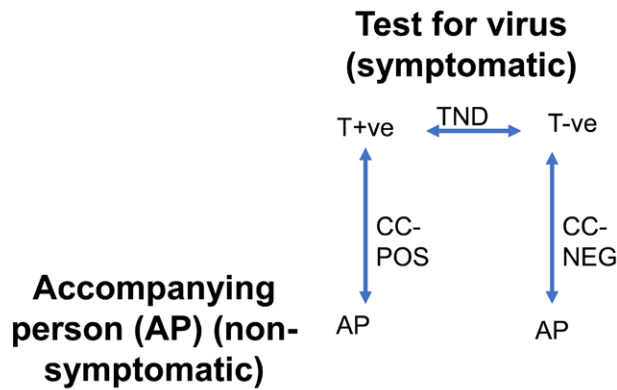 Test for virus
(symptomatic)
T+ve
TND
T-ve
CC-
POS
CC-
NEG
Accompanying
person (AP) (non-
symptomatic)
AP
AP